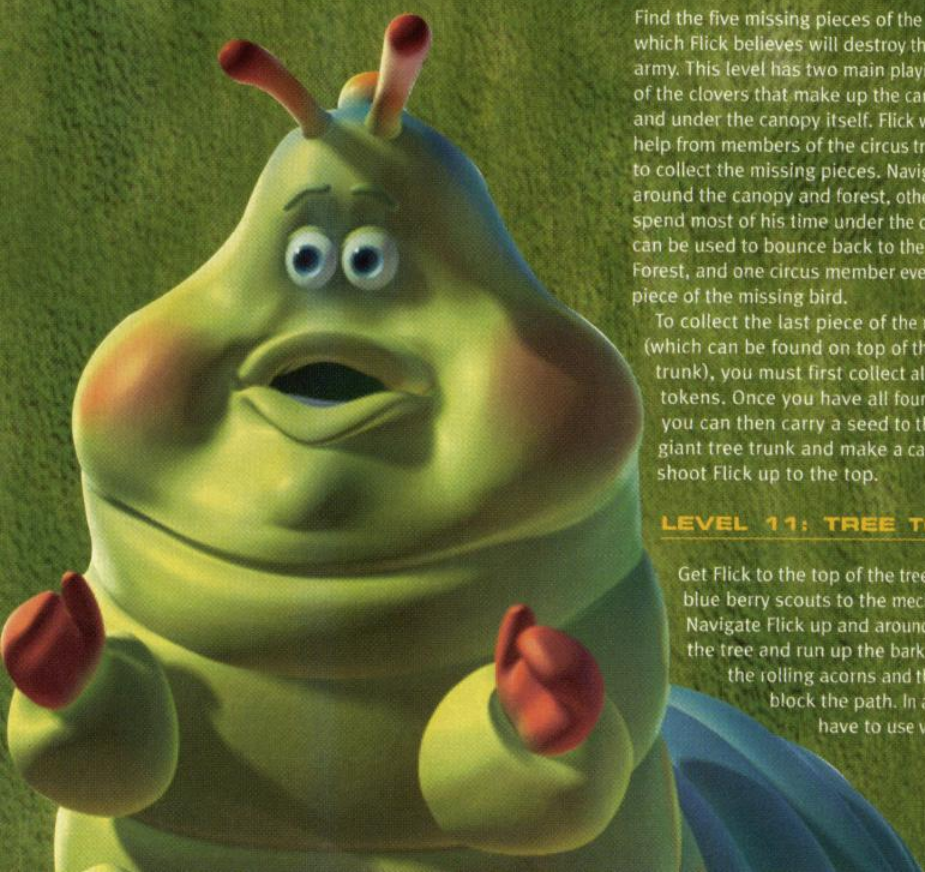 Find the five missing pieces of the
which Flick believes will destroy th
army. This level has two main playi
of the clovers that make up the ca
and under the canopy itself. Flick w
help from members of the circus tr
to collect the missing pieces. Navig
around the canopy and forest, othe
spend most of his time under the c
can be used to bounce back to the
Forest, and one circus member eve
piece of the missing bird.
To collect the last piece of the
(which can be found on top of th
trunk), you must first collect al
tokens. Once you have all four
you can then carry a seed to th
giant tree trunk and make a ca
shoot Flick up to the top.
LEVEL 11: TREE T
Get Flick to the top of the tree
blue berry scouts to the mec
Navigate Flick up and around
the tree and run up the bark
the rolling acorns and th
block the path. In a
have to use